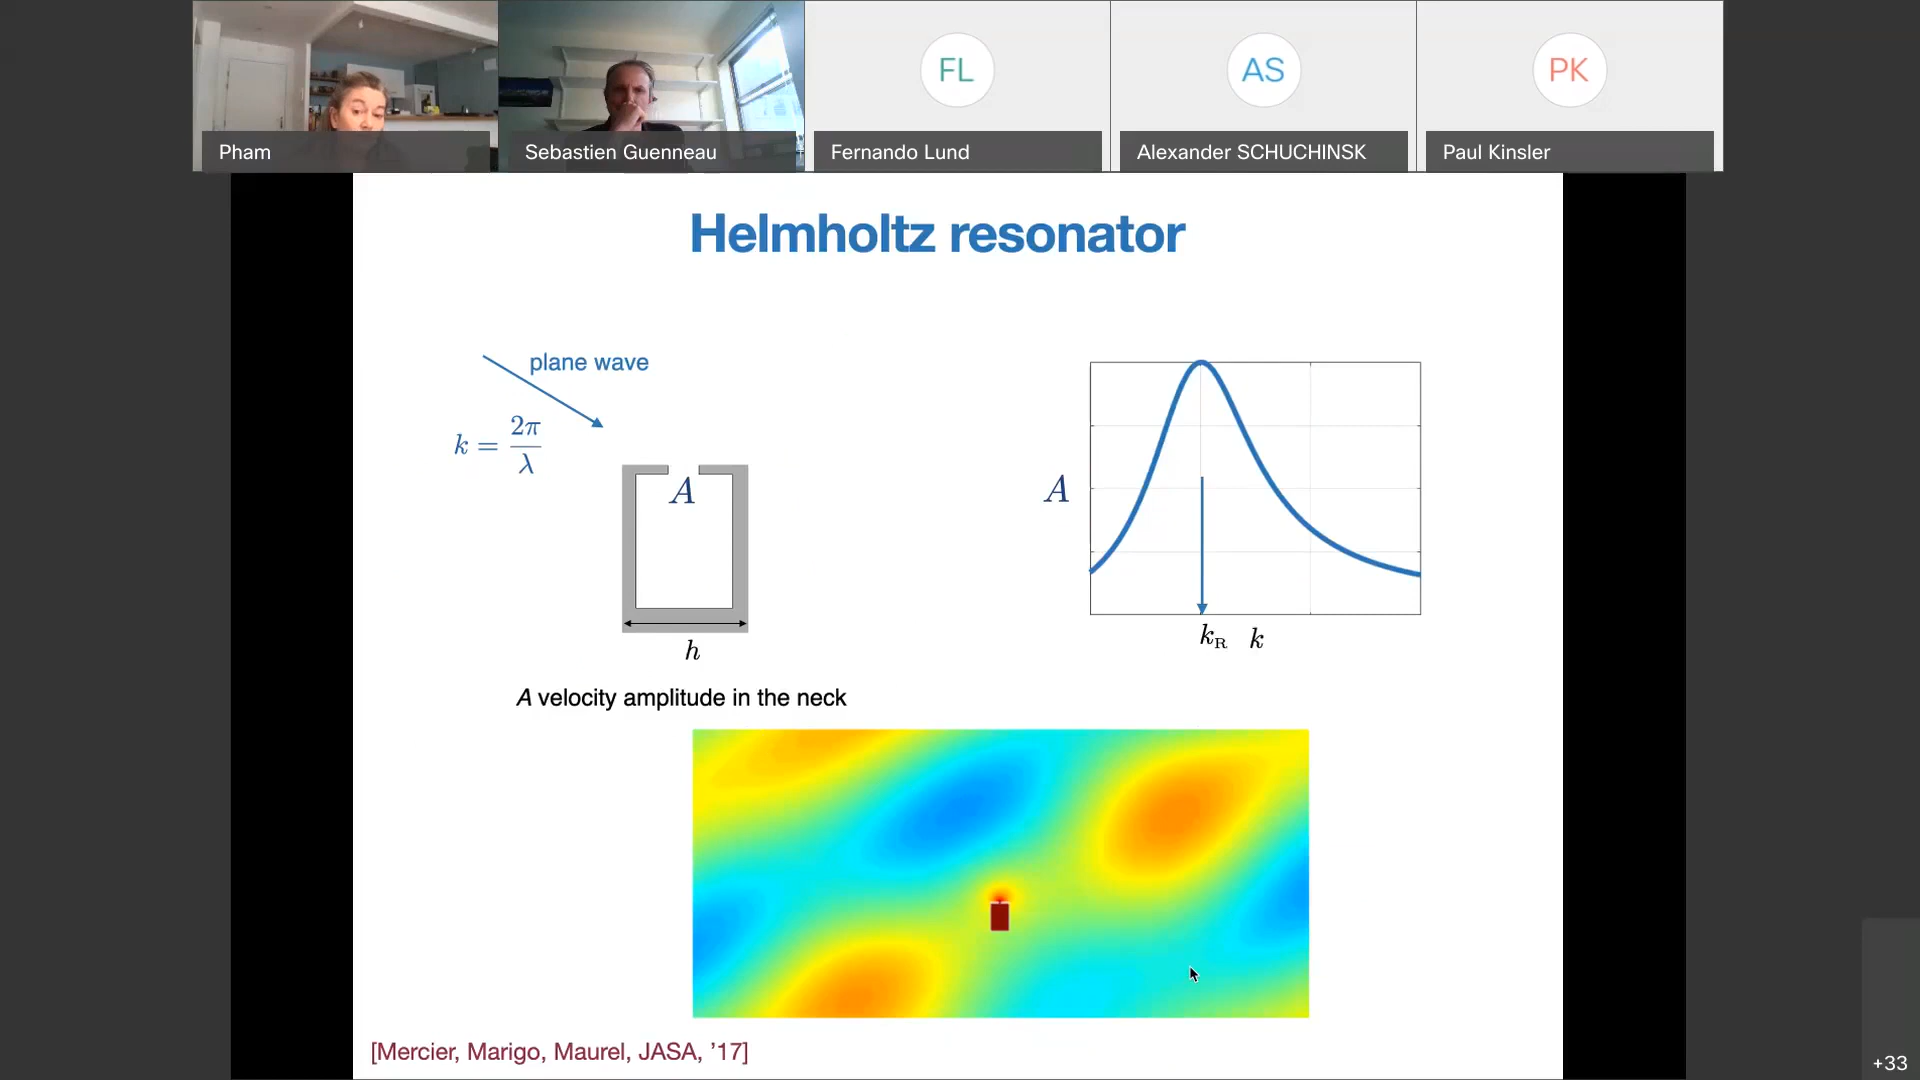 FL
AS
PK
Pham
Sebastien Guenneau
Fernando Lund
Alexander SCHUCHINSK
Paul Kinsler
Helmholtz resonator
plane wave
k = 2π/λ
A
h
A
k_R k
A velocity amplitude in the neck
[Mercier, Marigo, Maurel, JASA, ’17]
+33